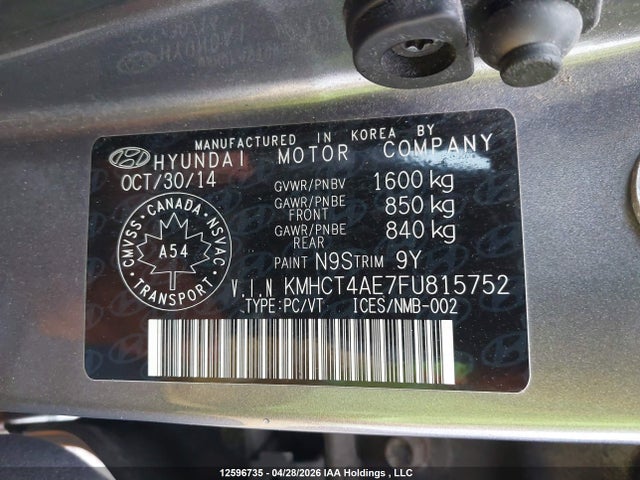 MANUFACTURED IN KOREA BY
HYUNDAI MOTOR COMPANY
OCT/30/14
GVWR/PNBV 1600 kg
GAWR/PNBE FRONT 850 kg
GAWR/PNBE REAR 840 kg
CMVSS • CANADA • NSVAC
A54
TRANSPORT
PAINT N9S TRIM 9Y
V.I.N KMHCT4AE7FU815752
TYPE:PC/VT ICES/NMB-002
12596735 - 04/28/2026 IAA Holdings , LLC